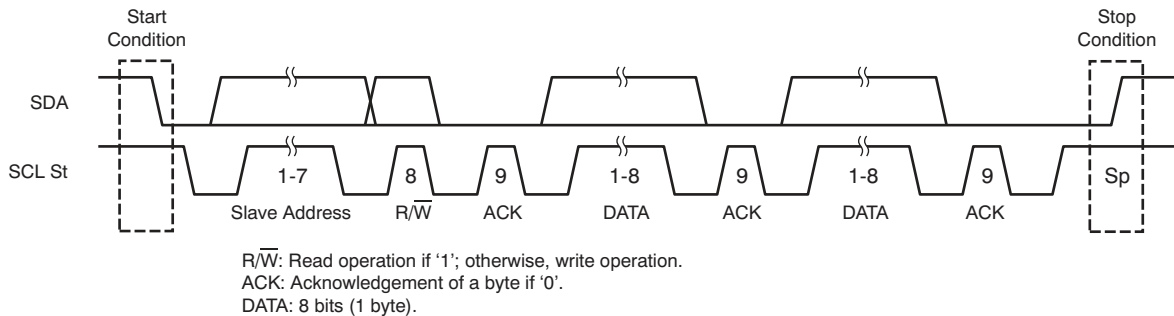 Start
Condition
Stop
Condition
SDA
SCL St
1-7
8
9
1-8
9
1-8
9
Sp
Slave Address
R/W̅
ACK
DATA
ACK
DATA
ACK
R/W̅: Read operation if ‘1’; otherwise, write operation.
ACK: Acknowledgement of a byte if ‘0’.
DATA: 8 bits (1 byte).